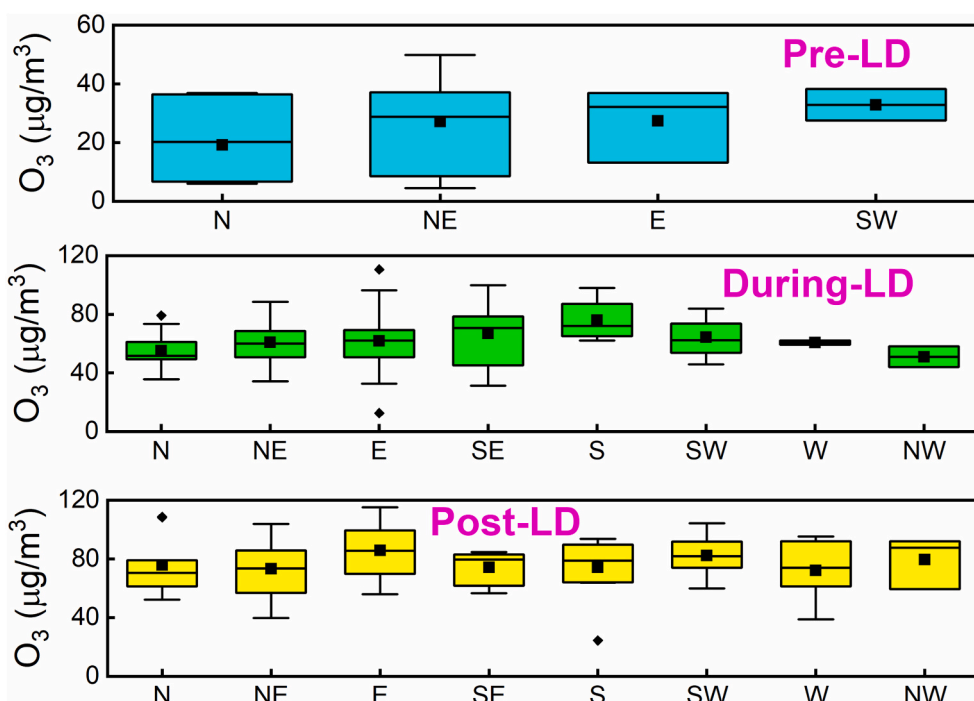 60
Pre-LD
40
20
0
O₃ (μg/m³)
N NE E SW
120
During-LD
80
40
0
O₃ (μg/m³)
N NE E SE S SW W NW
120
Post-LD
80
40
0
O₃ (μg/m³)
N NE E SE S SW W NW